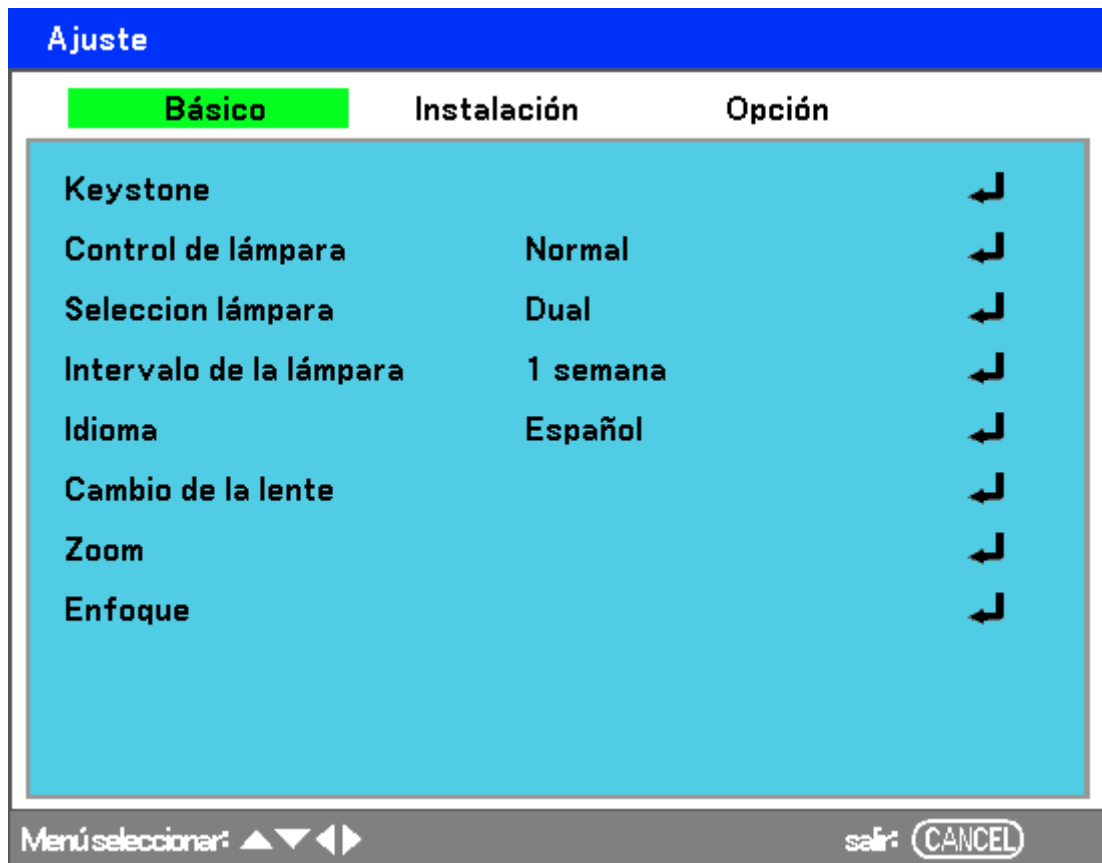 Ajuste
Básico Instalación Opción
Keystone
Control de lámpara Normal
Seleccion lámpara Dual
Intervalo de la lámpara 1 semana
Idioma Español
Cambio de la lente
Zoom
Enfoque
Menú seleccionar: salir: CANCEL